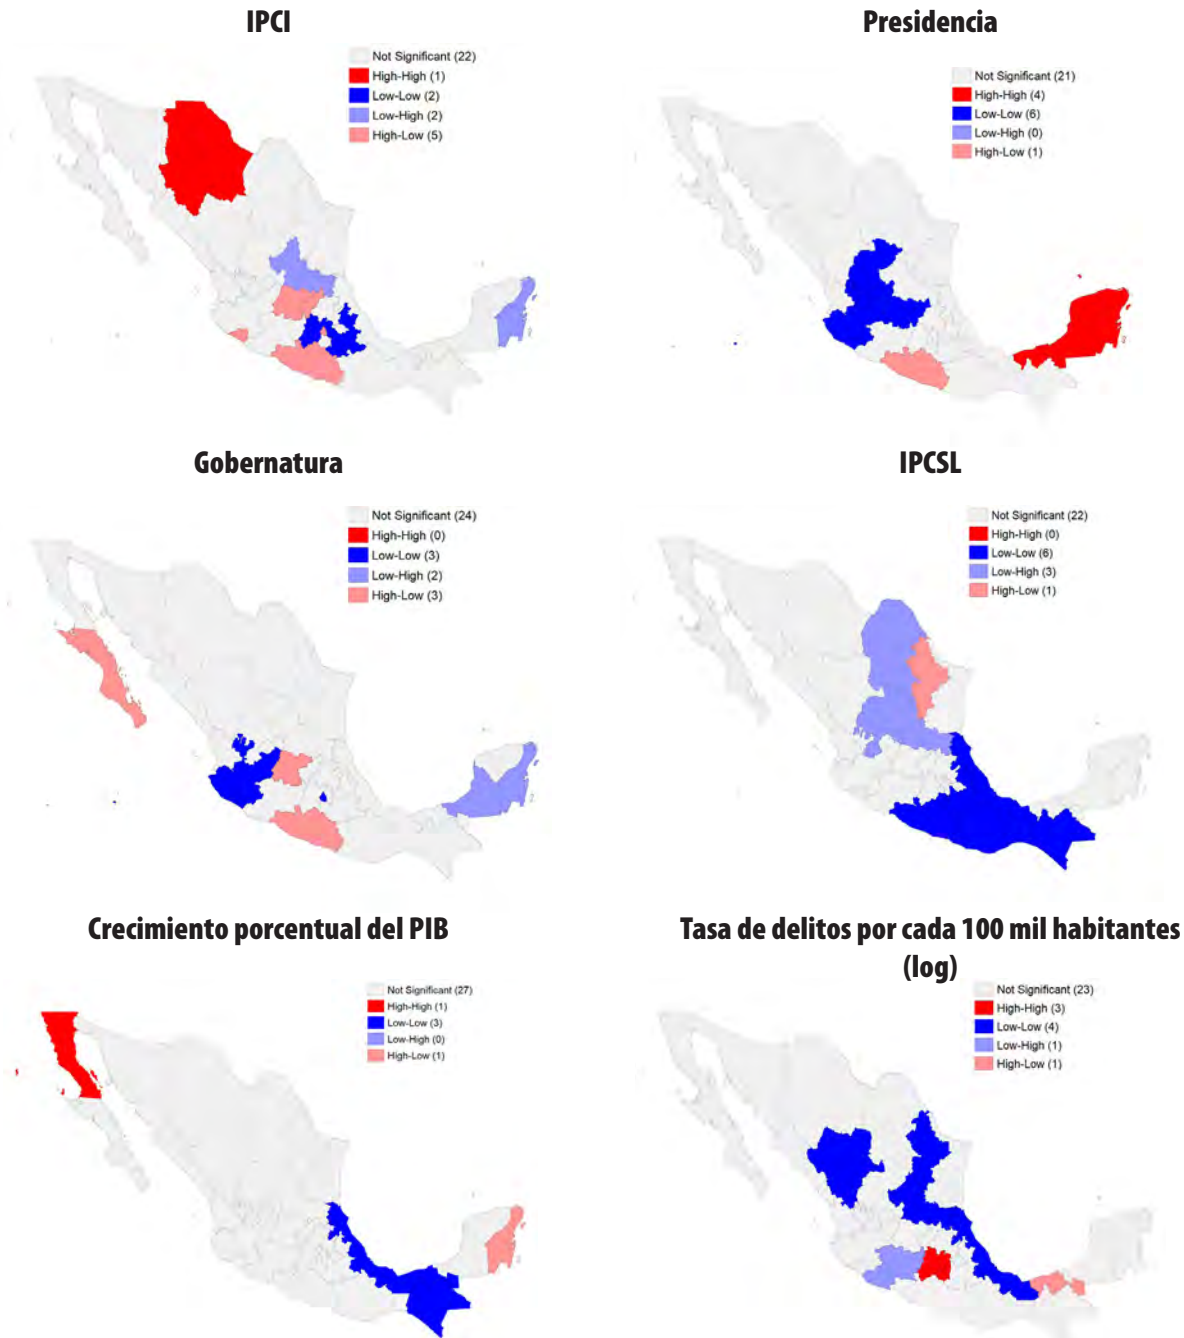 IPCI
Not Significant (22)
High-High (1)
Low-Low (2)
Low-High (2)
High-Low (5)
Presidencia
Not Significant (21)
High-High (4)
Low-Low (6)
Low-High (0)
High-Low (1)
Gobernatura
Not Significant (24)
High-High (0)
Low-Low (3)
Low-High (2)
High-Low (3)
IPCSL
Not Significant (22)
High-High (0)
Low-Low (6)
Low-High (3)
High-Low (1)
Crecimiento porcentual del PIB
Not Significant (27)
High-High (1)
Low-Low (3)
Low-High (0)
High-Low (1)
Tasa de delitos por cada 100 mil habitantes
(log)
Not Significant (23)
High-High (3)
Low-Low (4)
Low-High (1)
High-Low (1)